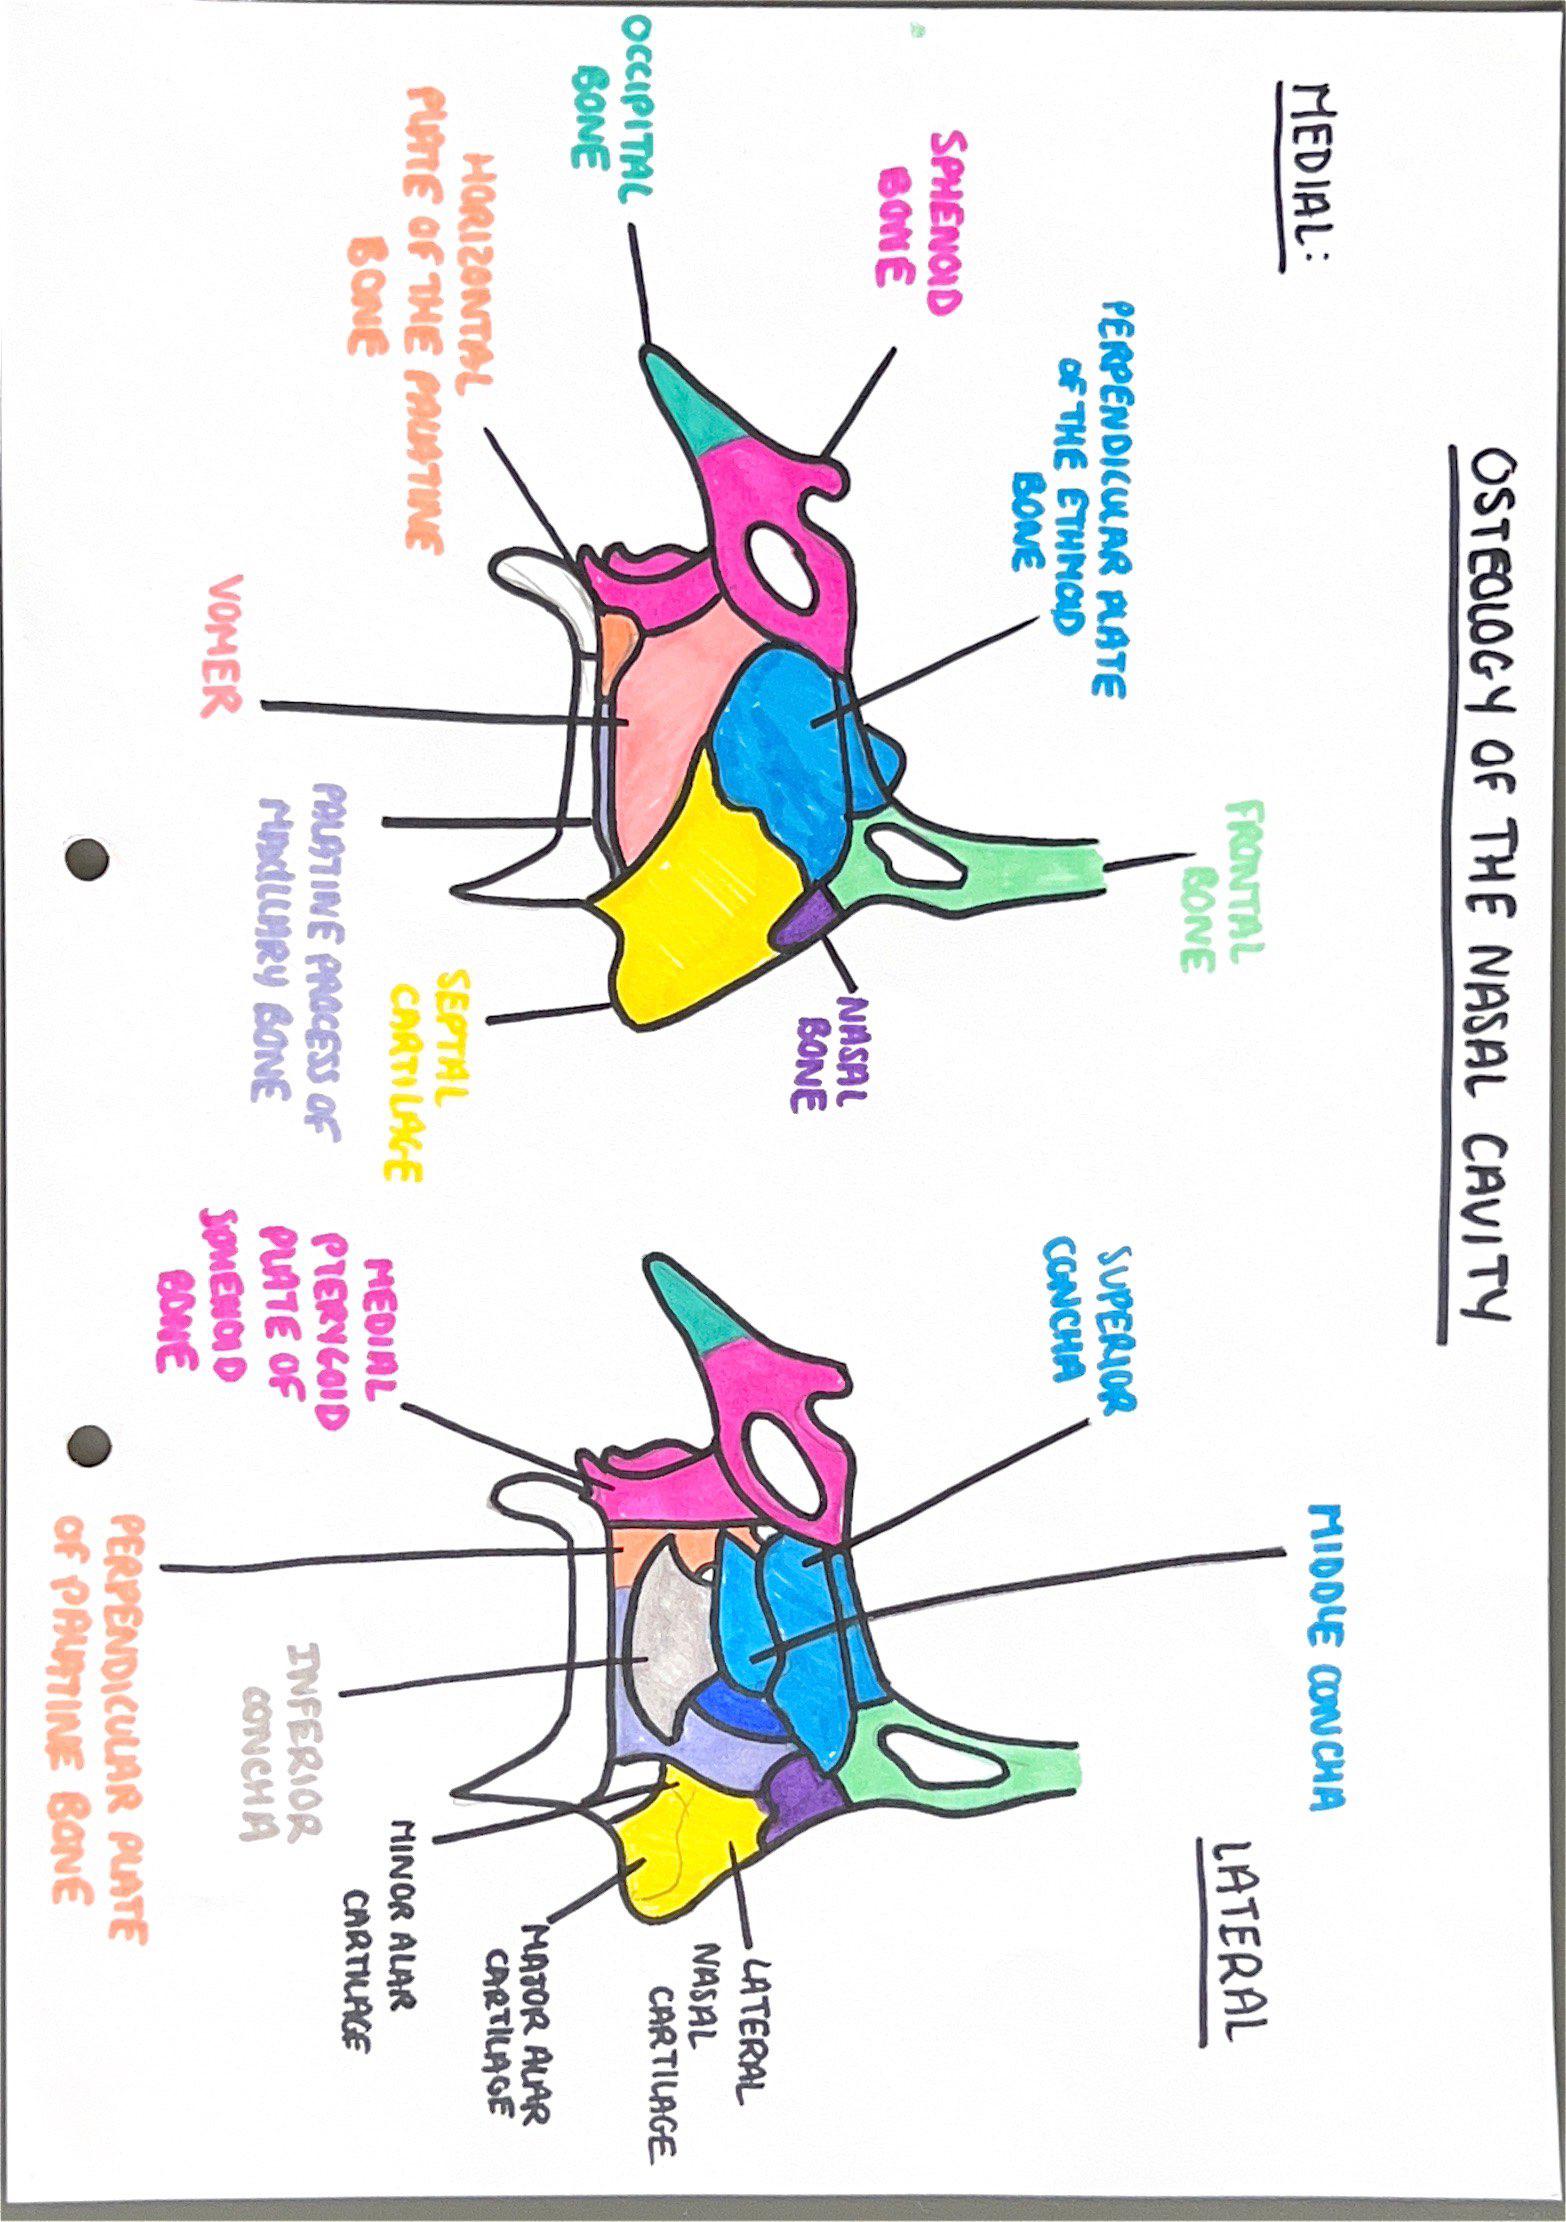 OSTEOLOGY OF THE NASAL CAVITY
MEDIAL:
FRONTAL
BONE
PERPENDICULAR PLATE
OF THE ETHMOID
BONE
SPHENOID
BONE
NASAL
BONE
OCCIPITAL
BONE
HORIZONTAL
PLATE OF THE PALATINE
BONE
SEPTAL
CARTILAGE
PALATINE PROCESS OF
MAXILLARY BONE
VOMER
LATERAL
MIDDLE CONCHA
SUPERIOR
CONCHA
LATERAL
NASAL
CARTILAGE
MAJOR ALAR
CARTILAGE
MINOR ALAR
CARTILAGE
INFERIOR
CONCHA
MEDIAL
PTERYGOID
PLATE OF
SPHENOID
BONE
PERPENDICULAR PLATE
OF PALATINE BONE